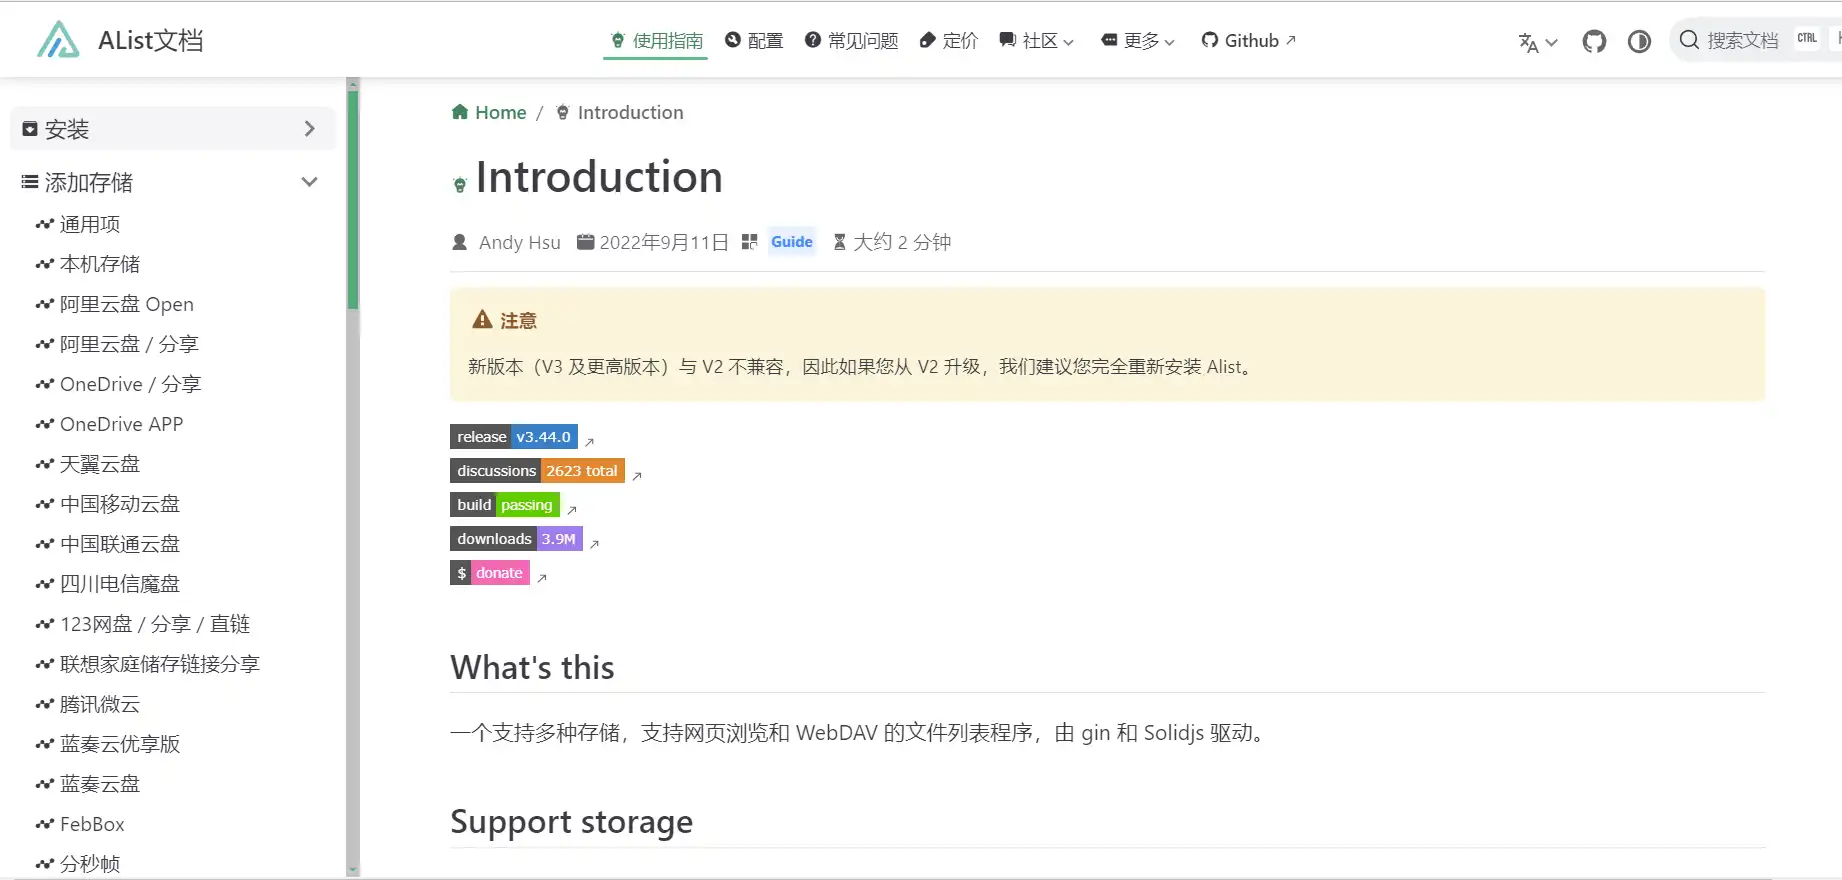 AList文档
使用指南 配置 常见问题 定价 社区 更多 Github
搜索文档 CTRL
安装
添加存储
通用项
本机存储
阿里云盘 Open
阿里云盘 / 分享
OneDrive / 分享
OneDrive APP
天翼云盘
中国移动云盘
中国联通云盘
四川电信魔盘
123网盘 / 分享 / 直链
联想家庭储存链接分享
腾讯微云
蓝奏云优享版
蓝奏云盘
FebBox
分秒帧
Home / Introduction
Introduction
Andy Hsu 2022年9月11日 Guide 大约 2 分钟
注意
新版本（V3 及更高版本）与 V2 不兼容，因此如果您从 V2 升级，我们建议您完全重新安装 Alist。
release v3.44.0
discussions 2623 total
build passing
downloads 3.9M
$ donate
What's this
一个支持多种存储，支持网页浏览和 WebDAV 的文件列表程序，由 gin 和 Solidjs 驱动。
Support storage